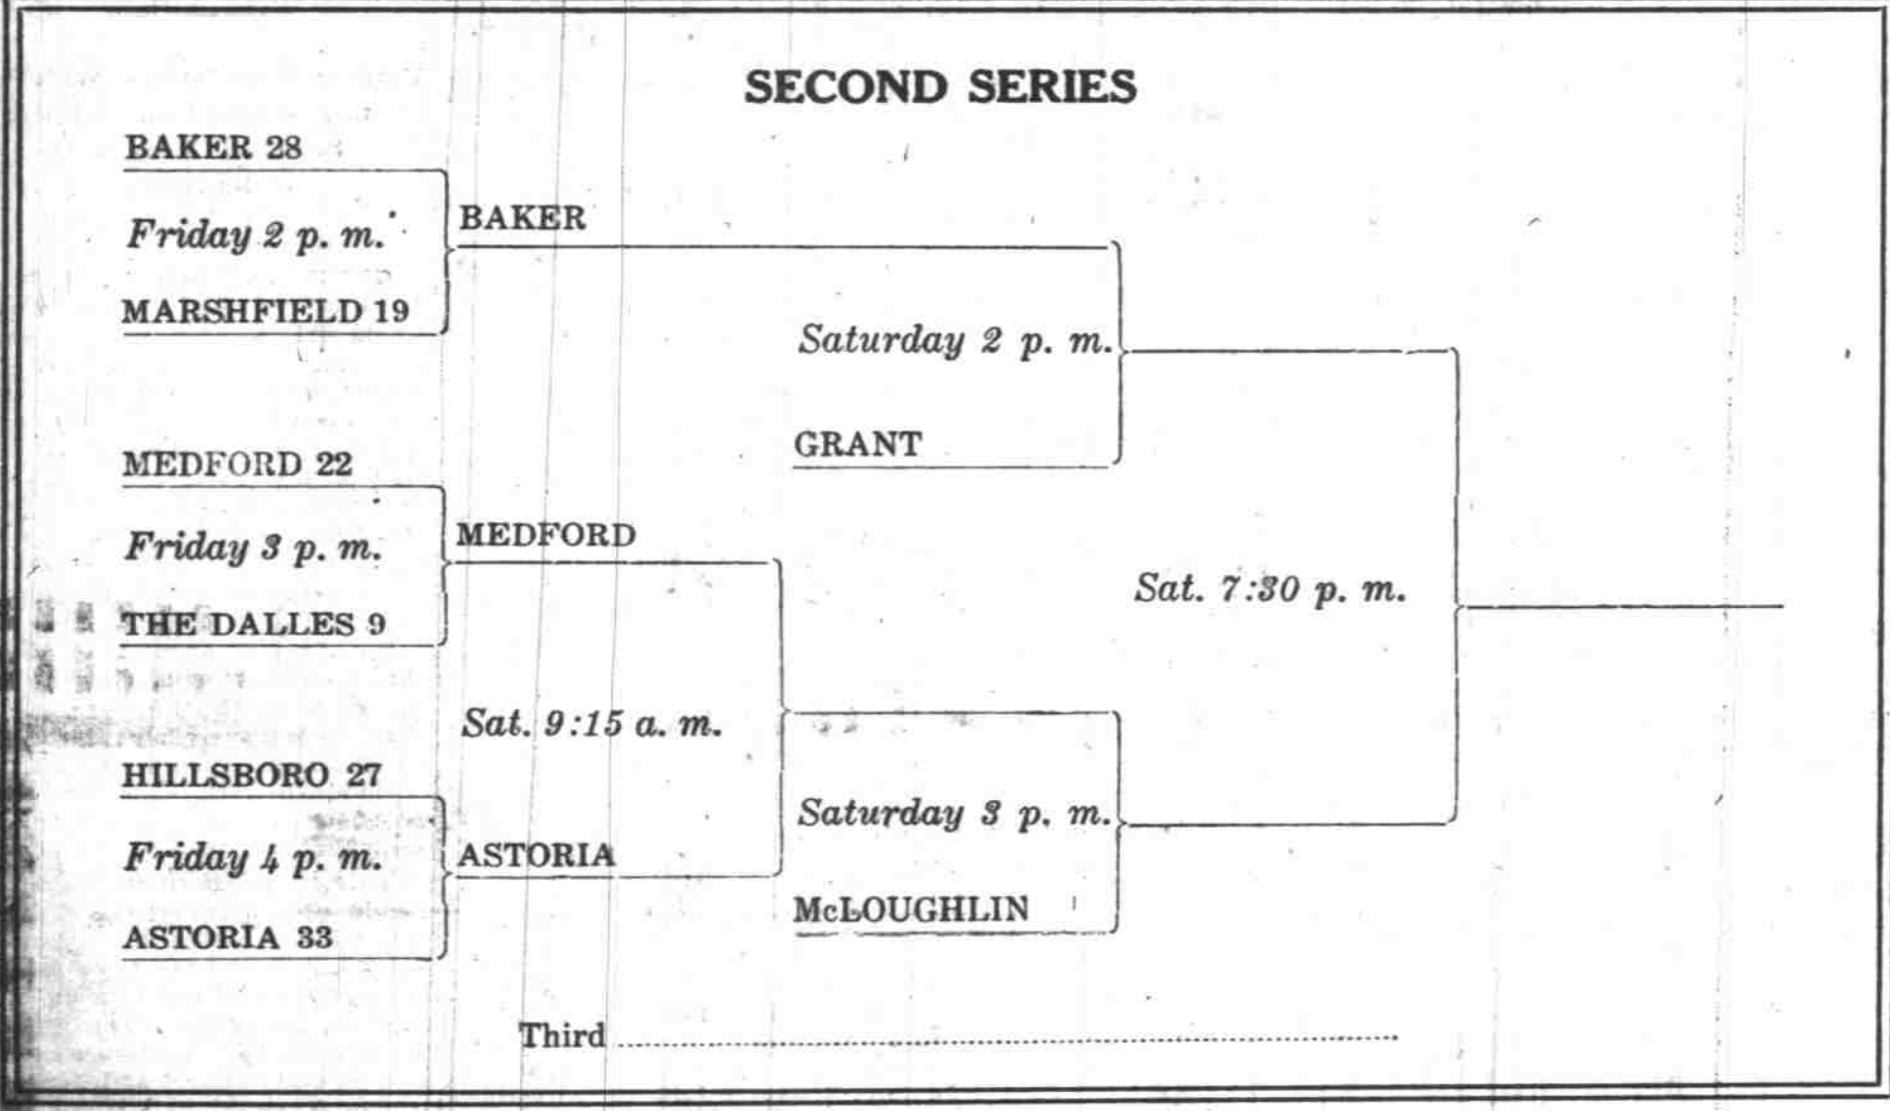 SECOND SERIES
BAKER 28
Friday 2 p. m.
MARSHFIELD 19
BAKER
Saturday 2 p. m.
GRANT
MEDFORD 22
Friday 3 p. m.
THE DALLES 9
MEDFORD
Sat. 7:30 p. m.
Sat. 9:15 a. m.
HILLSBORO 27
Friday 4 p. m.
ASTORIA 33
ASTORIA
Saturday 3 p. m.
McLOUGHLIN
Third